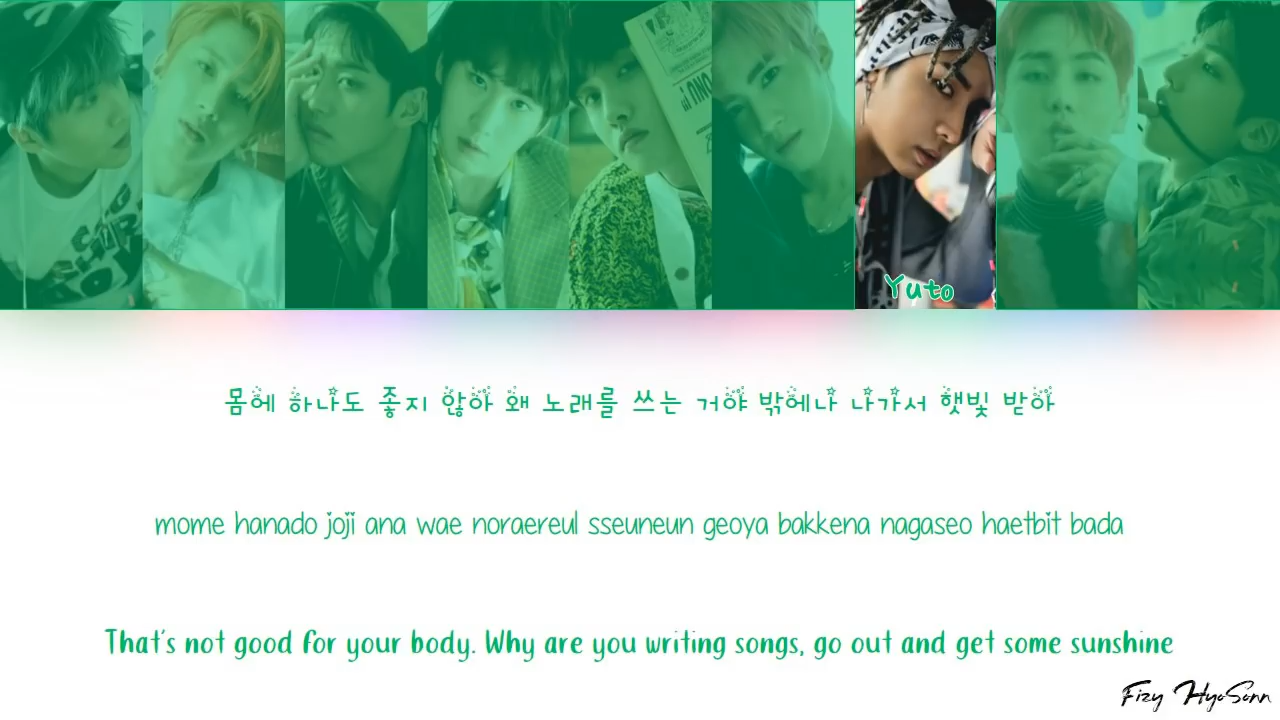 Yuto
몸에 하나도 좋지 않아 왜 노래를 쓰는 거야 밖에나 나가서 햇빛 받아
mome hanado joji ana wae noraereul sseuneun geoya bakkena nagaseo haetbit bada
That's not good for your body. Why are you writing songs, go out and get some sunshine
Fizy HyoSonn